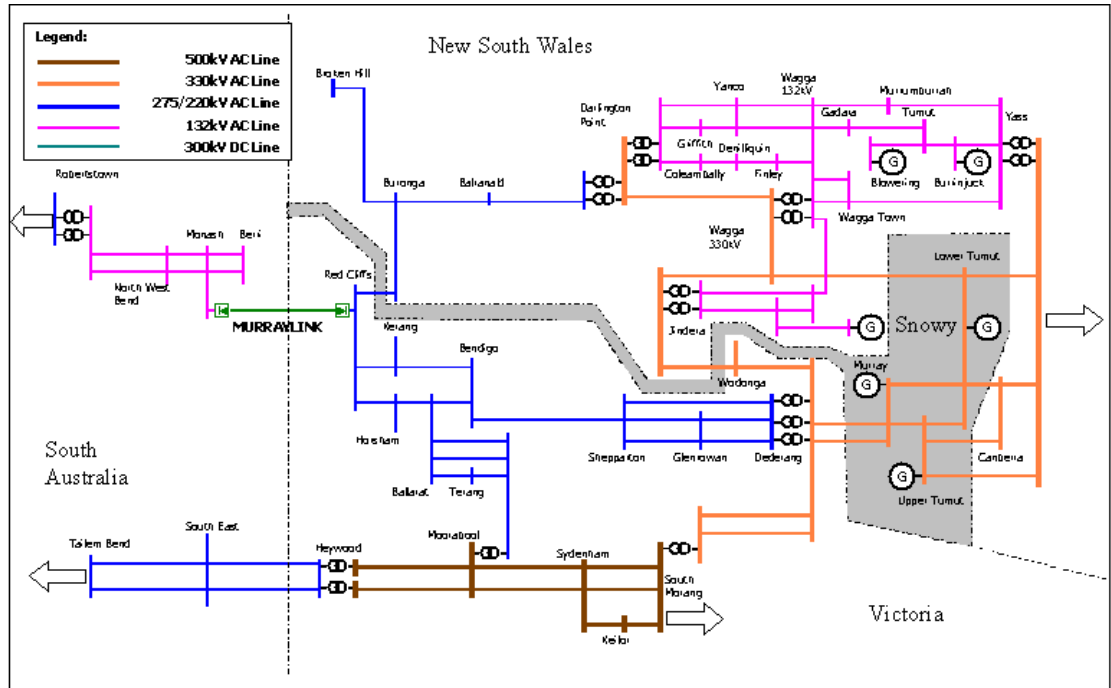 Legend:
500kV AC Line
330kV AC Line
275/220kV AC Line
132kV AC Line
300kV DC Line
New South Wales
Broken Hill
Darlington
Point
Yanco
Wagga
132kV
Murrumburrah
Gadara
Tumut
Yass
Griffith
Deniliquin
Coleambally
Finley
G
Blowering
G
Burrinjuck
Robertstown
Buronga
Balranald
Wagga Town
Monash
Berri
Wagga
330kV
Lower Tumut
North West
Bend
Red Cliffs
MURRAYLINK
Kerang
Jindera
G
Snowy
G
Bendigo
Wodonga
Murray
G
Horsham
Shepparton
Glenrowan
Dederang
Canberra
South
Australia
Ballarat
Terang
G
Upper Tumut
South East
Tailem Bend
Heywood
Moorabool
Sydenham
South
Morang
Keilor
Victoria